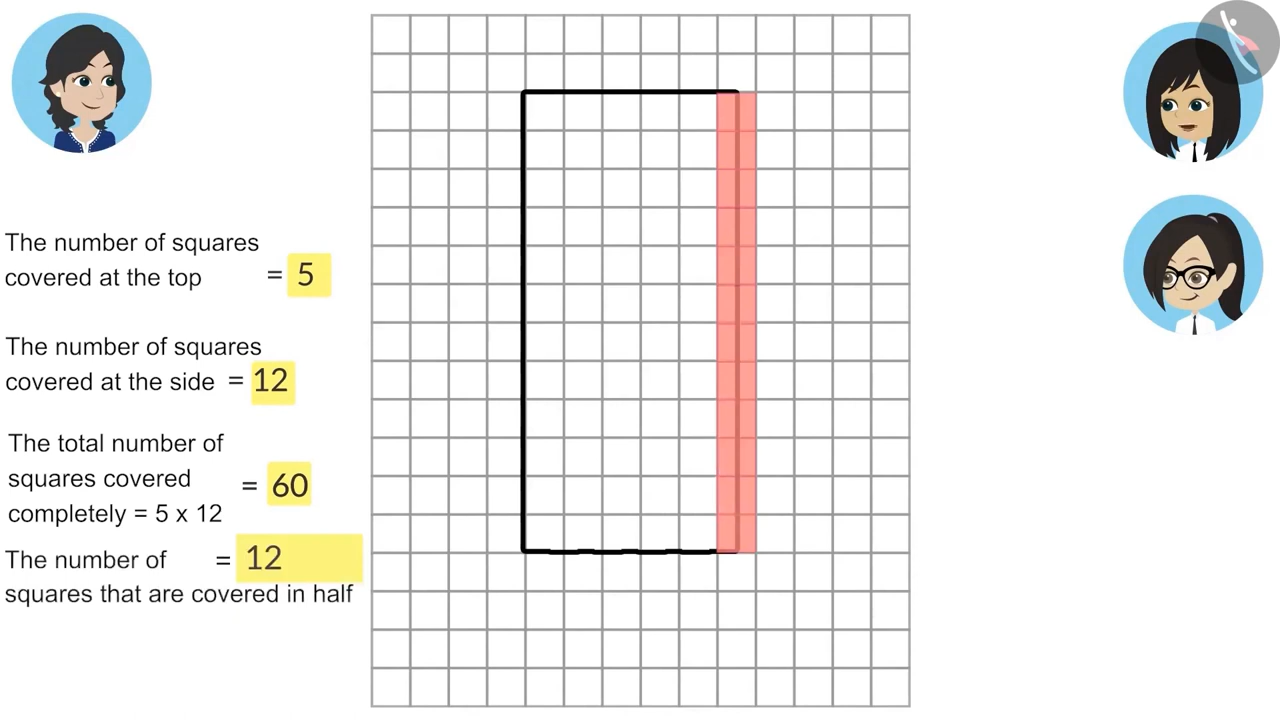 The number of squares
covered at the top = 5
The number of squares
covered at the side = 12
The total number of
squares covered = 60
completely = 5 x 12
The number of = 12
squares that are covered in half